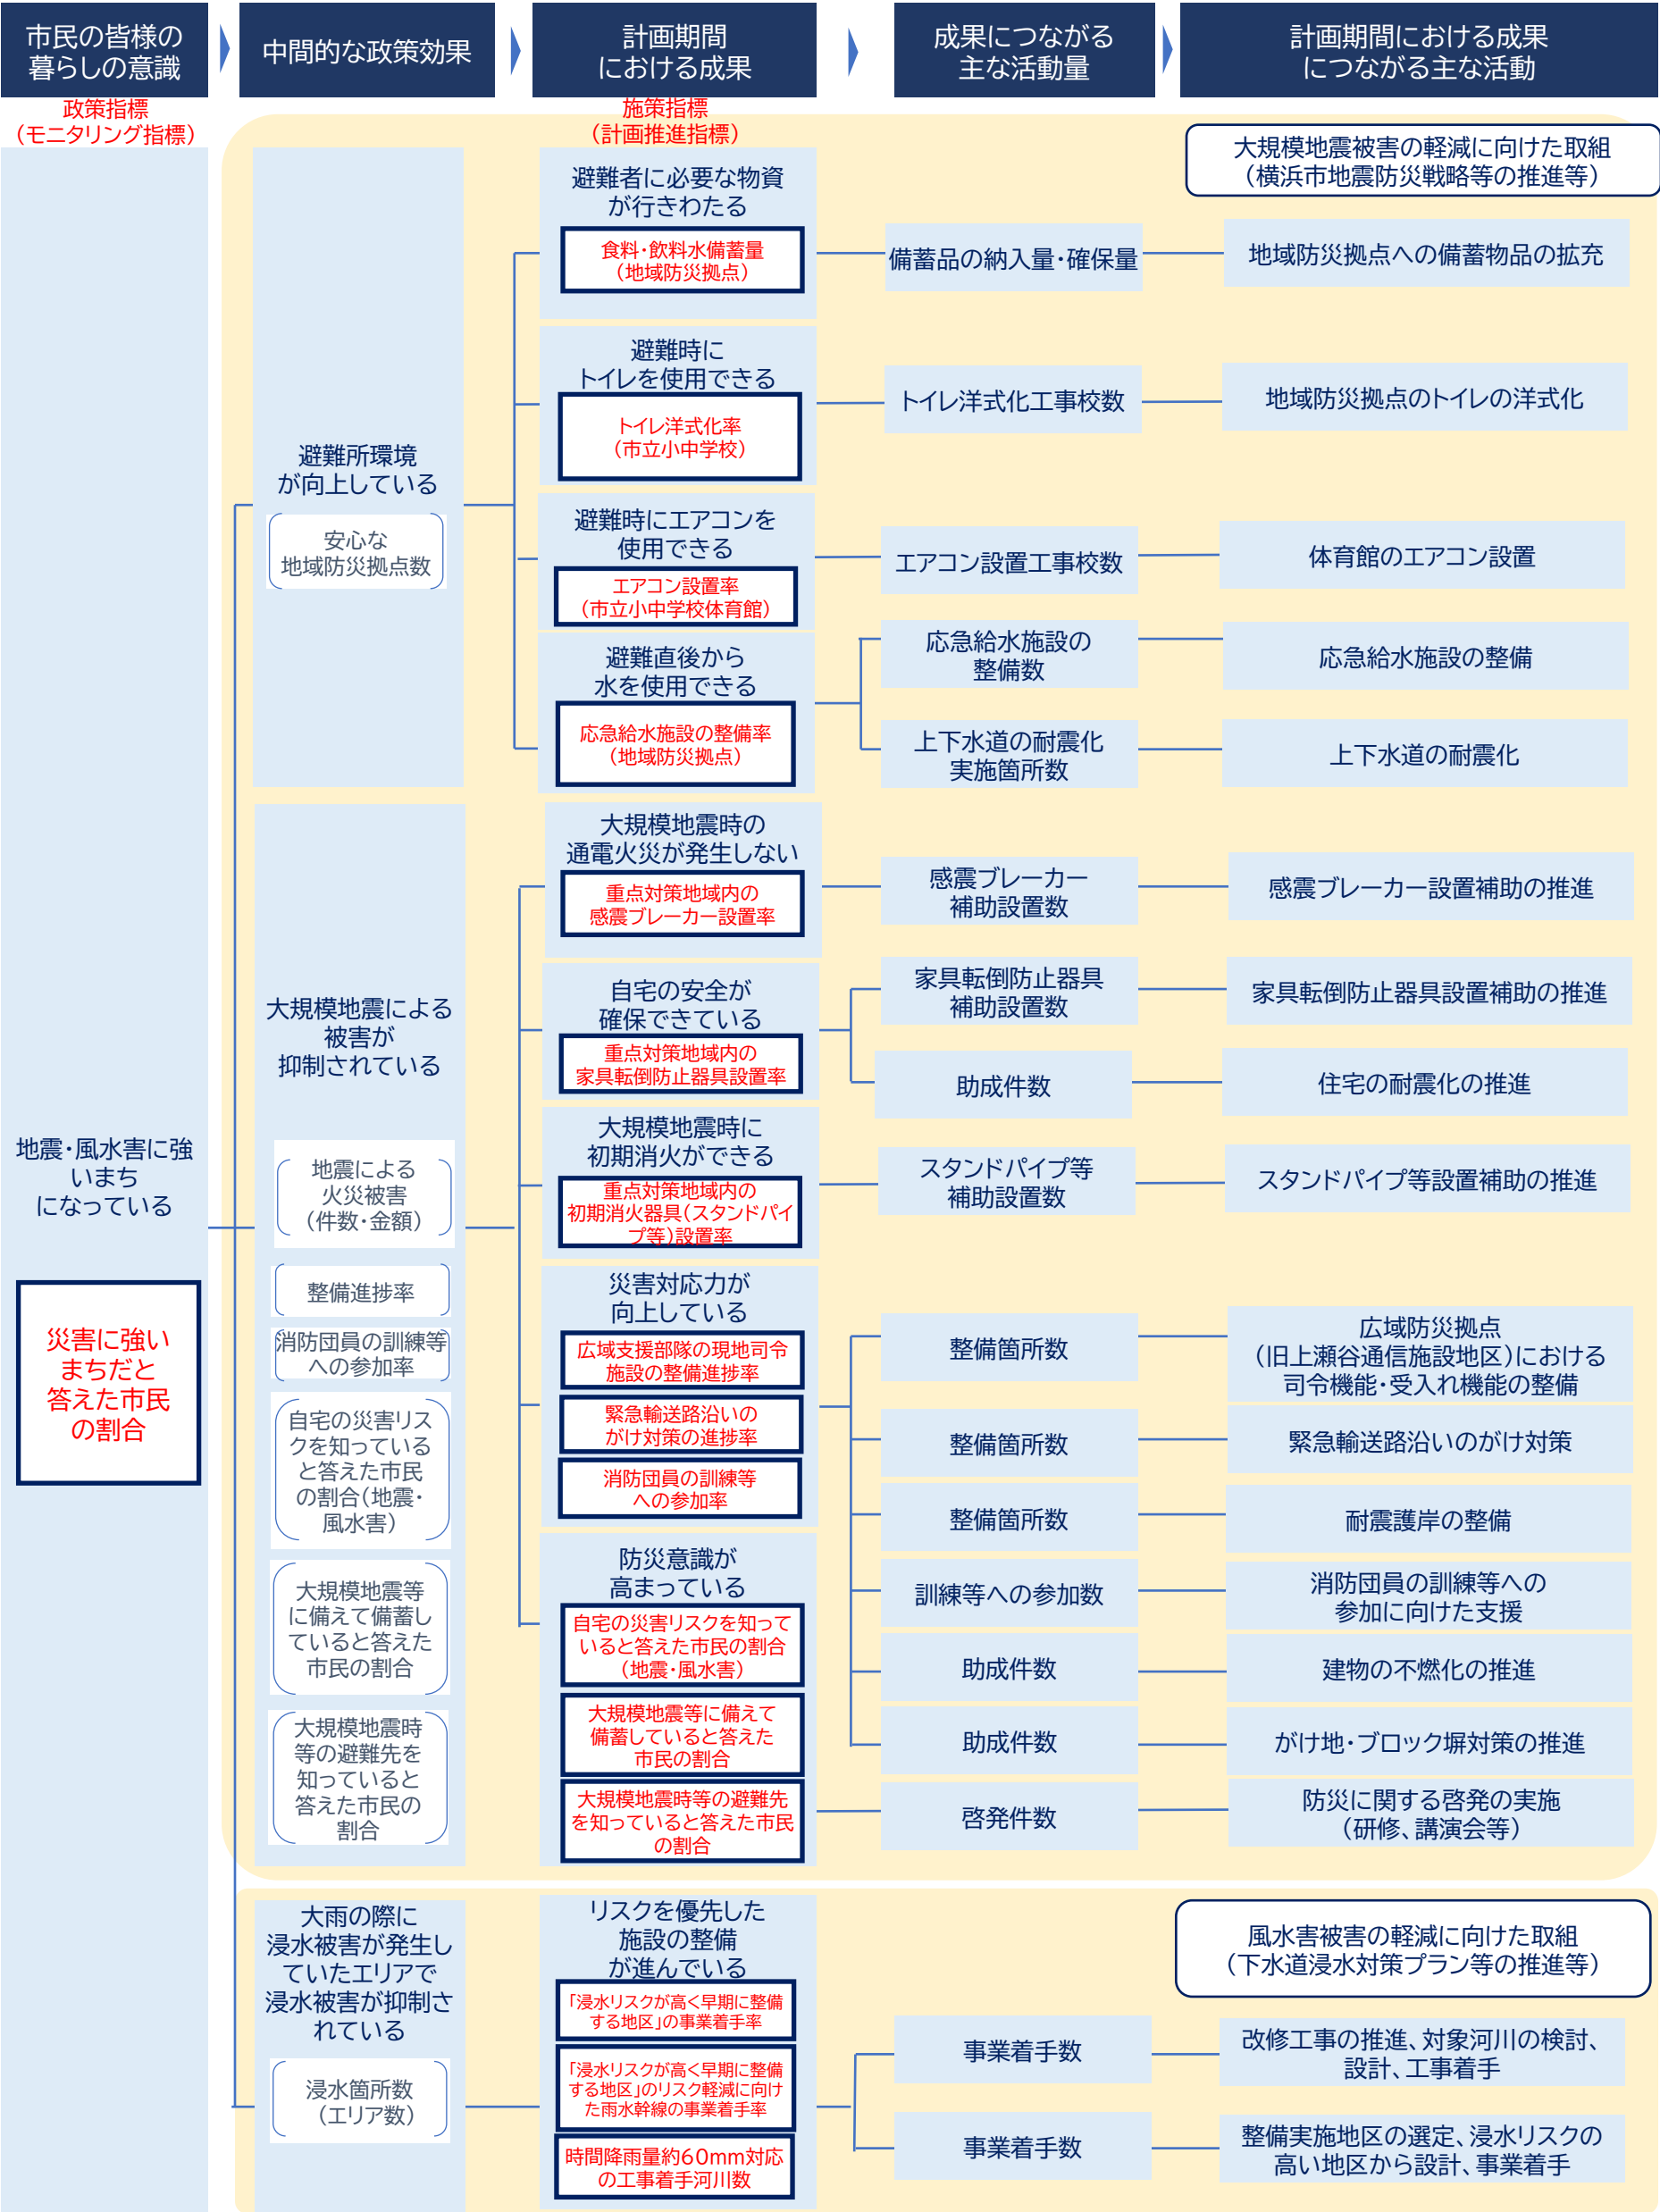 市民の皆様の
暮らしの意識
中間的な政策効果
計画期間
における成果
成果につながる
主な活動量
計画期間における成果
につながる主な活動
政策指標
（モニタリング指標）
施策指標
（計画推進指標）
大規模地震被害の軽減に向けた取組
（横浜市地震防災戦略等の推進等）
地震・風水害に強
いまち
になっている
災害に強い
まちだと
答えた市民
の割合
避難所環境
が向上している
安心な
地域防災拠点数
避難者に必要な物資
が行きわたる
食料・飲料水備蓄量
（地域防災拠点）
備蓄品の納入量・確保量
地域防災拠点への備蓄物品の拡充
避難時に
トイレを使用できる
トイレ洋式化率
（市立小中学校）
トイレ洋式化工事校数
地域防災拠点のトイレの洋式化
避難時にエアコンを
使用できる
エアコン設置率
（市立小中学校体育館）
エアコン設置工事校数
体育館のエアコン設置
避難直後から
水を使用できる
応急給水施設の整備率
（地域防災拠点）
応急給水施設の
整備数
応急給水施設の整備
上下水道の耐震化
実施箇所数
上下水道の耐震化
大規模地震による
被害が
抑制されている
地震による
火災被害
（件数・金額）
整備進捗率
消防団員の訓練等
への参加率
自宅の災害リス
クを知っている
と答えた市民
の割合（地震・
風水害）
大規模地震等
に備えて備蓄し
ていると答えた
市民の割合
大規模地震時
等の避難先を
知っていると
答えた市民の
割合
大規模地震時の
通電火災が発生しない
重点対策地域内の
感震ブレーカー設置率
感震ブレーカー
補助設置数
感震ブレーカー設置補助の推進
自宅の安全が
確保できている
重点対策地域内の
家具転倒防止器具設置率
家具転倒防止器具
補助設置数
家具転倒防止器具設置補助の推進
助成件数
住宅の耐震化の推進
大規模地震時に
初期消火ができる
重点対策地域内の
初期消火器具（スタンドパイ
プ等）設置率
スタンドパイプ等
補助設置数
スタンドパイプ等設置補助の推進
災害対応力が
向上している
広域支援部隊の現地司令
施設の整備進捗率
緊急輸送路沿いの
がけ対策の進捗率
消防団員の訓練等
への参加率
整備箇所数
広域防災拠点
（旧上瀬谷通信施設地区）における
司令機能・受入れ機能の整備
整備箇所数
緊急輸送路沿いのがけ対策
整備箇所数
耐震護岸の整備
訓練等への参加数
消防団員の訓練等への
参加に向けた支援
助成件数
建物の不燃化の推進
助成件数
がけ地・ブロック塀対策の推進
防災意識が
高まっている
自宅の災害リスクを知って
いると答えた市民の割合
（地震・風水害）
大規模地震等に備えて
備蓄していると答えた
市民の割合
大規模地震時等の避難先
を知っていると答えた市民
の割合
啓発件数
防災に関する啓発の実施
（研修、講演会等）
大雨の際に
浸水被害が発生し
ていたエリアで
浸水被害が抑制さ
れている
浸水箇所数
（エリア数）
リスクを優先した
施設の整備
が進んでいる
「浸水リスクが高く早期に整備
する地区」の事業着手率
「浸水リスクが高く早期に整備
する地区」のリスク軽減に向け
た雨水幹線の事業着手率
時間降雨量約60mm対応
の工事着手河川数
風水害被害の軽減に向けた取組
（下水道浸水対策プラン等の推進等）
事業着手数
改修工事の推進、対象河川の検討、
設計、工事着手
事業着手数
整備実施地区の選定、浸水リスクの
高い地区から設計、事業着手